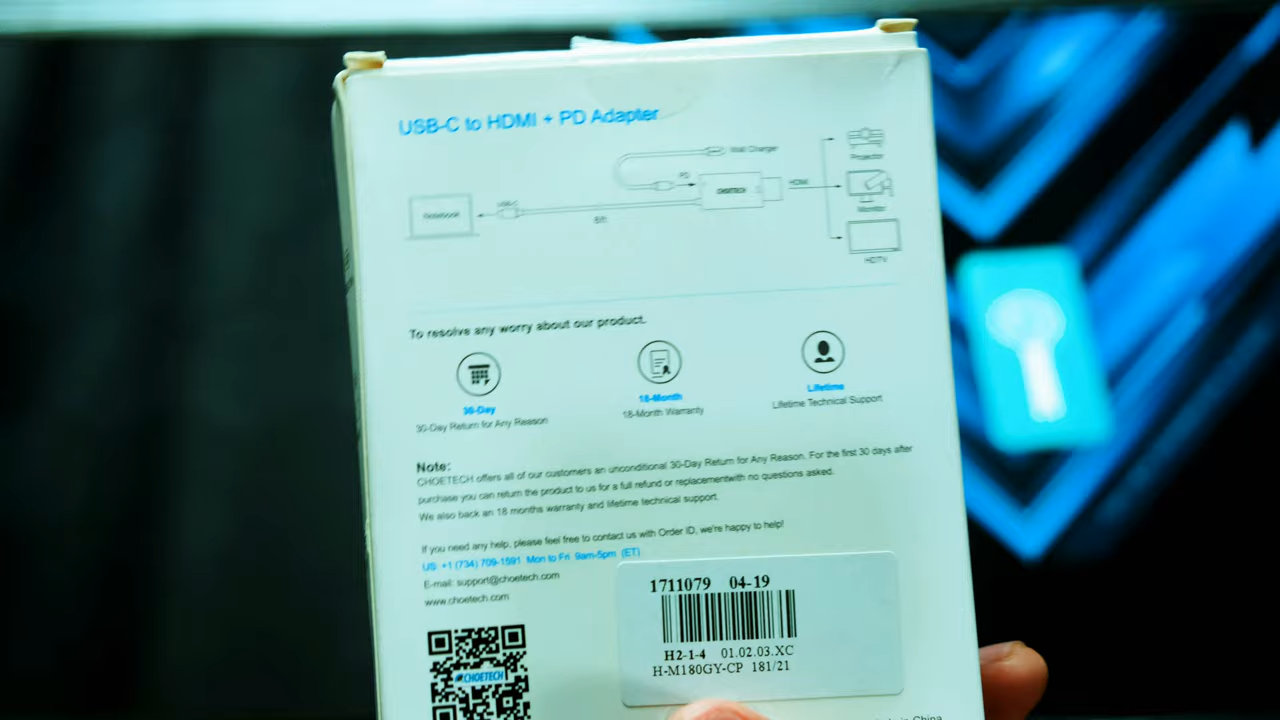 USB-C to HDMI + PD Adapter
Wall Charger
Projector
PD
CHOETECH
HDMI
Notebook
USB-C
6ft
Monitor
HDTV
To resolve any worry about our product.
30-Day
18-Month
Lifetime
30-Day Return for Any Reason
18-Month Warranty
Lifetime Technical Support
Note:
CHOETECH offers all of our customers an unconditional 30-Day Return for Any Reason. For the first 30 days after
purchase you can return the product to us for a full refund or replacementwith no questions asked.
We also back an 18 months warranty and lifetime technical support.
If you need any help, please feel free to contact us with Order ID, we're happy to help!
US +1 (734) 709-1591 Mon to Fri 9am-5pm (ET)
E-mail: support@choetech.com
www.choetech.com
1711079 04-19
H2-1-4 01.02.03.XC
H-M180GY-CP 181/21
CHOETECH
in China